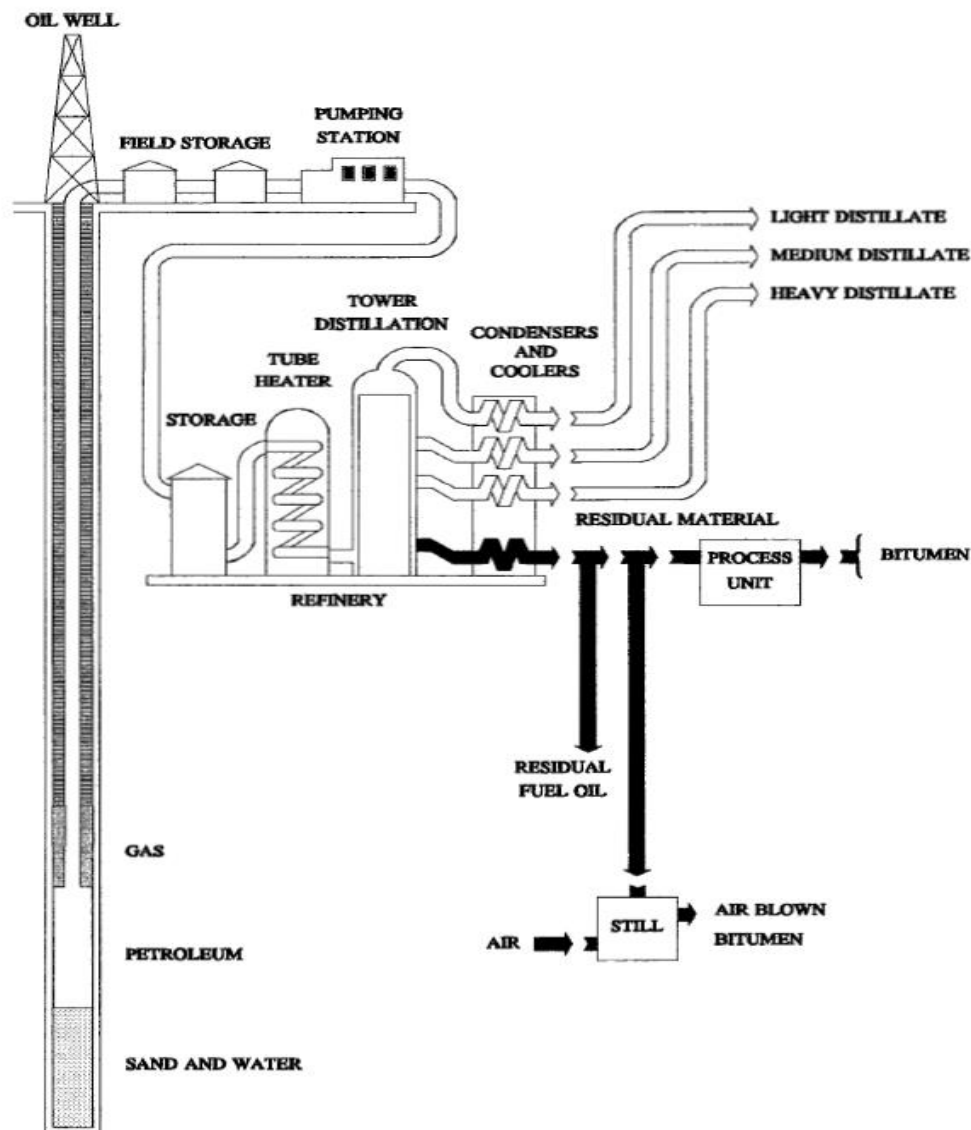 OIL WELL
FIELD STORAGE
PUMPING
STATION
LIGHT DISTILLATE
MEDIUM DISTILLATE
HEAVY DISTILLATE
TOWER
DISTILLATION
CONDENSERS
AND
COOLERS
TUBE
HEATER
STORAGE
RESIDUAL MATERIAL
PROCESS
UNIT
BITUMEN
REFINERY
RESIDUAL
FUEL OIL
GAS
STILL
AIR BLOWN
BITUMEN
AIR
PETROLEUM
SAND AND WATER